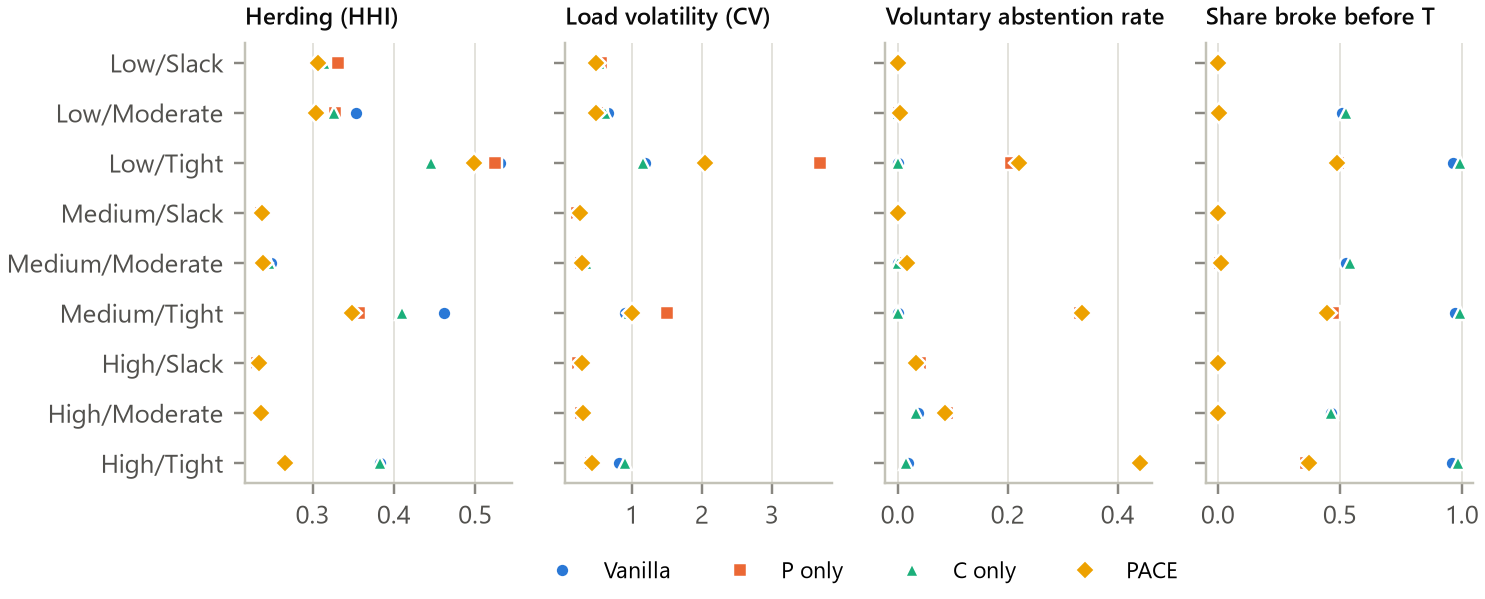 Herding (HHI)
Load volatility (CV)
Voluntary abstention rate
Share broke before T
Low/Slack
Low/Moderate
Low/Tight
Medium/Slack
Medium/Moderate
Medium/Tight
High/Slack
High/Moderate
High/Tight
0.3 0.4 0.5
1 2 3
0.0 0.2 0.4
0.0 0.5 1.0
Vanilla P only C only PACE